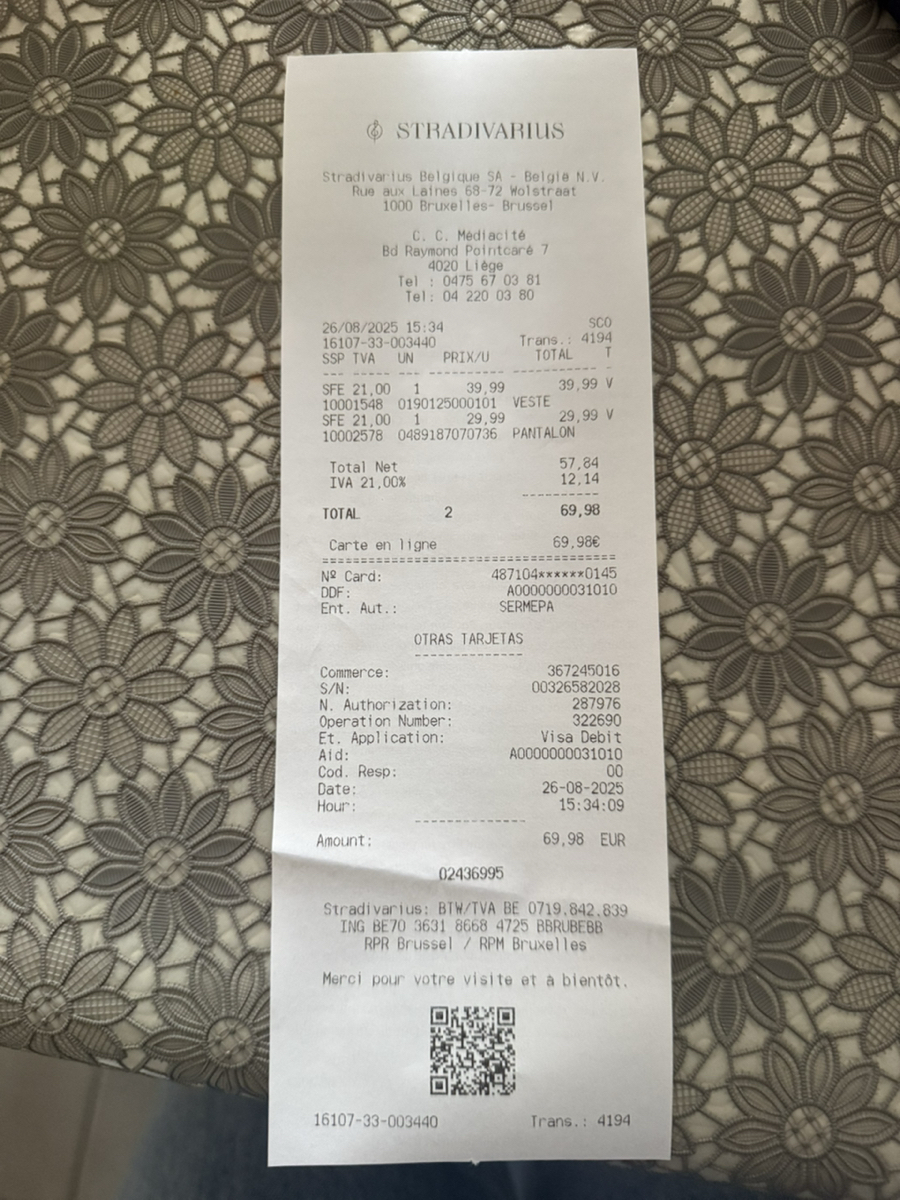 STRADIVARIUS
Stradivarius Belgique SA - Belgie N.V.
Rue aux Laines 68-72 Wolstraat
1000 Bruxelles- Brussel
C. C. Médiacité
Bd Raymond Pointcaré 7
4020 Liège
Tel : 0475 67 03 81
Tel: 04 220 03 80
26/08/2025 15:34 SCO
16107-33-003440 Trans.: 4194
SSP TVA UN PRIX/U TOTAL T
--- ---- --- ---------- ----------- -
SFE 21,00 1 39,99 39,99 V
10001548 0190125000101 VESTE
SFE 21,00 1 29,99 29,99 V
10002578 0489187070736 PANTALON
Total Net 57,84
IVA 21,00% 12,14
----------
TOTAL 2 69,98
Carte en ligne 69,98€
======================================
Nº Card: 487104******0145
DDF: A0000000031010
Ent. Aut.: SERMEPA
OTRAS TARJETAS
--------------
Commerce: 367245016
S/N: 00326582028
N. Authorization: 287976
Operation Number: 322690
Et. Application: Visa Debit
Aid: A0000000031010
Cod. Resp: 00
Date: 26-08-2025
Hour: 15:34:09
--------------
Amount: 69,98 EUR
02436995
Stradivarius: BTW/TVA BE 0719.842.839
ING BE70 3631 8668 4725 BBRUBEBB
RPR Brussel / RPM Bruxelles
Merci pour votre visite et à bientôt.
16107-33-003440 Trans.: 4194